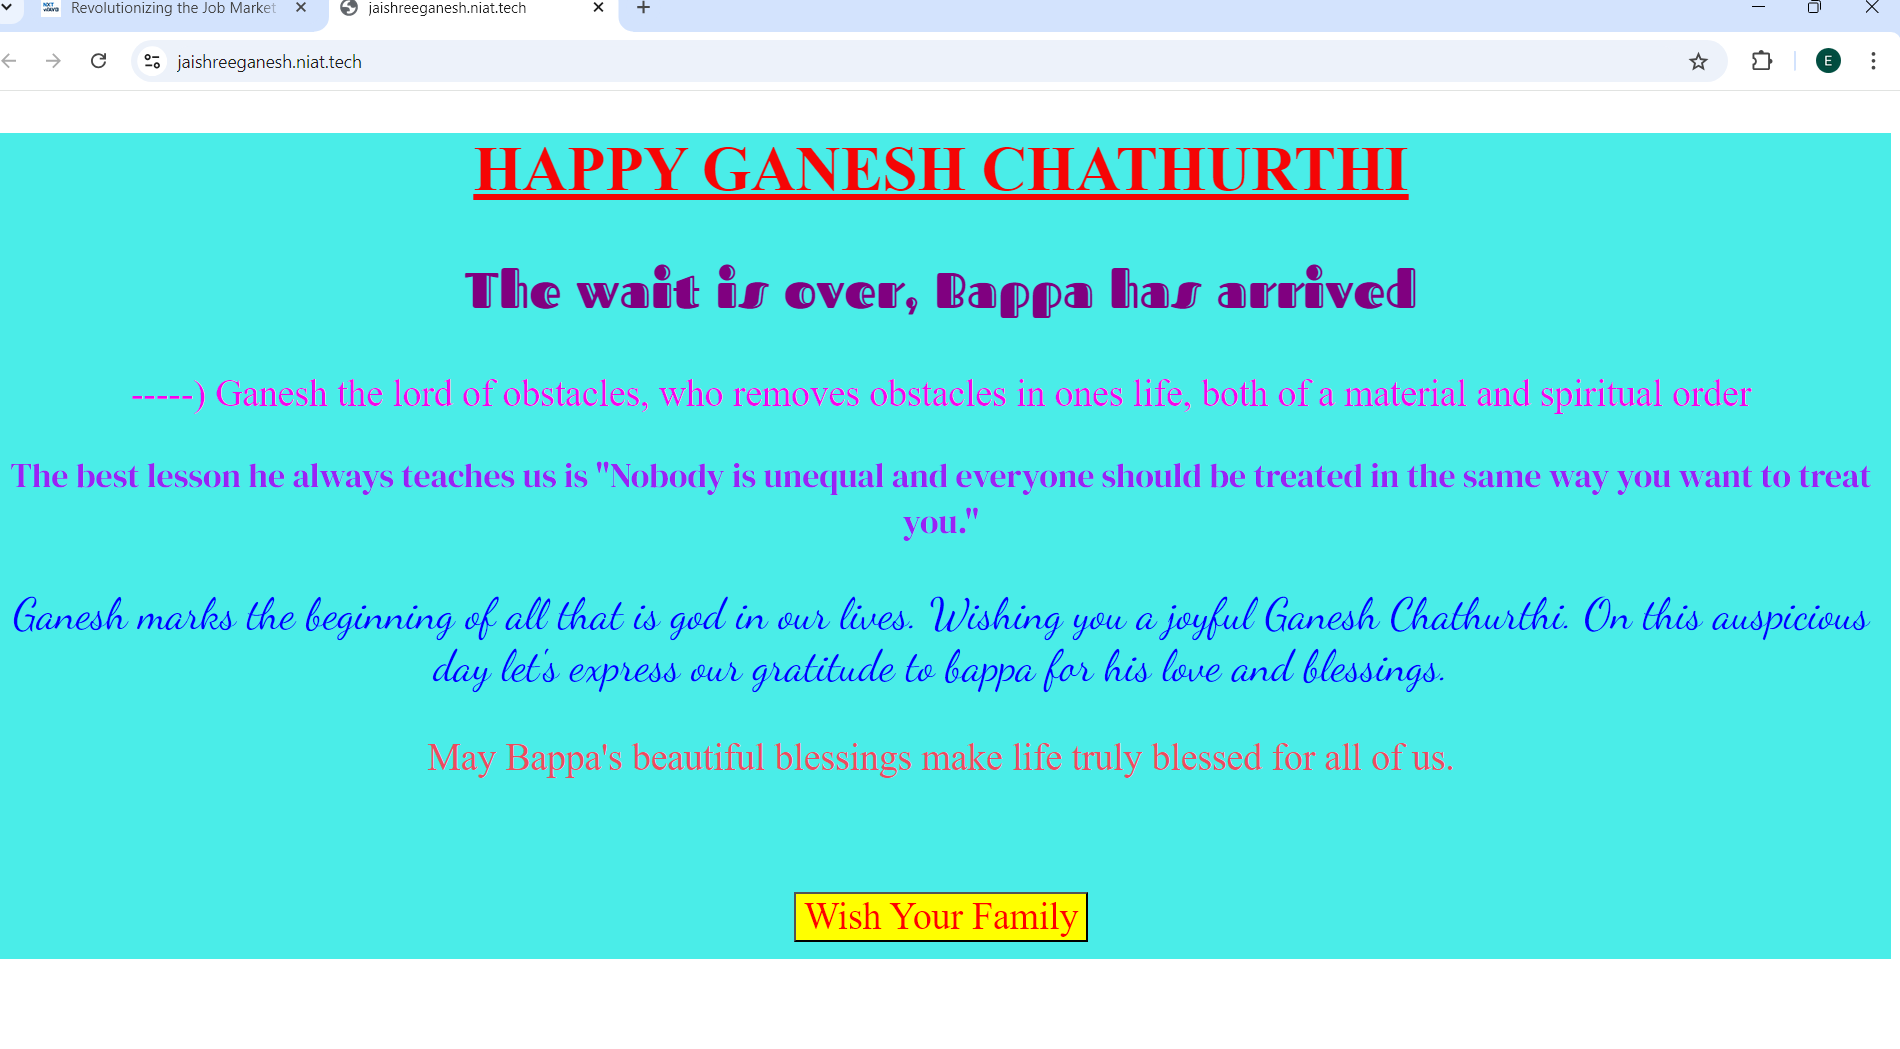 Revolutionizing the Job Market
jaishreeganesh.niat.tech
jaishreeganesh.niat.tech
E
HAPPY GANESH CHATHURTHI
The wait is over, Bappa has arrived
-----) Ganesh the lord of obstacles, who removes obstacles in ones life, both of a material and spiritual order
The best lesson he always teaches us is "Nobody is unequal and everyone should be treated in the same way you want to treat
you."
Ganesh marks the beginning of all that is god in our lives. Wishing you a joyful Ganesh Chathurthi. On this auspicious
day let's express our gratitude to bappa for his love and blessings.
May Bappa's beautiful blessings make life truly blessed for all of us.
Wish Your Family